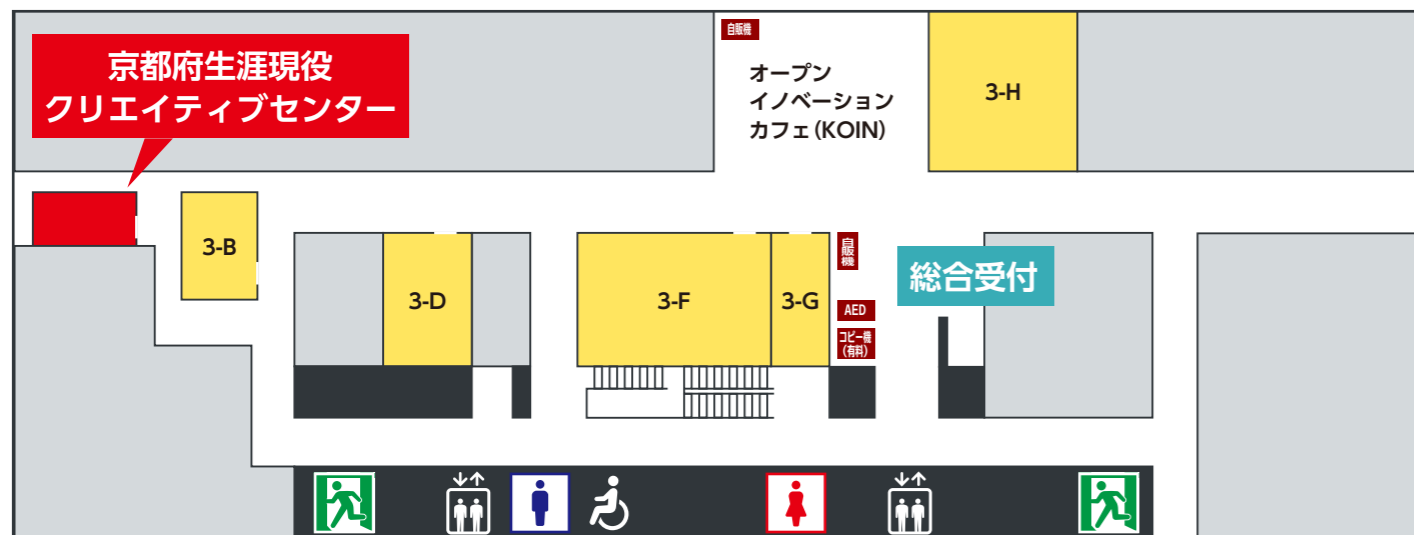 京都府生涯現役
クリエイティブセンター
自販機
オープン
イノベーション
カフェ(KOIN)
3-H
3-B
3-D
3-F
3-G
自販機
AED
コピー機
(有料)
総合受付